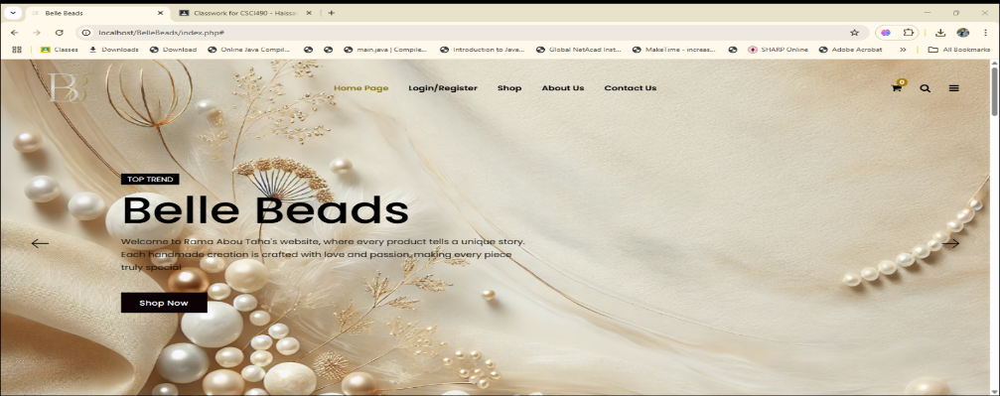 Belle Beads
Classwork for CSCI490 - Haissa
localhost/BelleBeads/index.php#
Classes
Downloads
Download
Online Java Compil...
main.java | Compile...
Introduction to Java...
Global NetAcad Inst...
MakeTime - increas...
SHARP Online
Adobe Acrobat
All Bookmarks
BB
Home Page
Login/Register
Shop
About Us
Contact Us
0
TOP TREND
Belle Beads
Welcome to Rama Abou Taha's website, where every product tells a unique story.
Each handmade creation is crafted with love and passion, making every piece
truly special
Shop Now